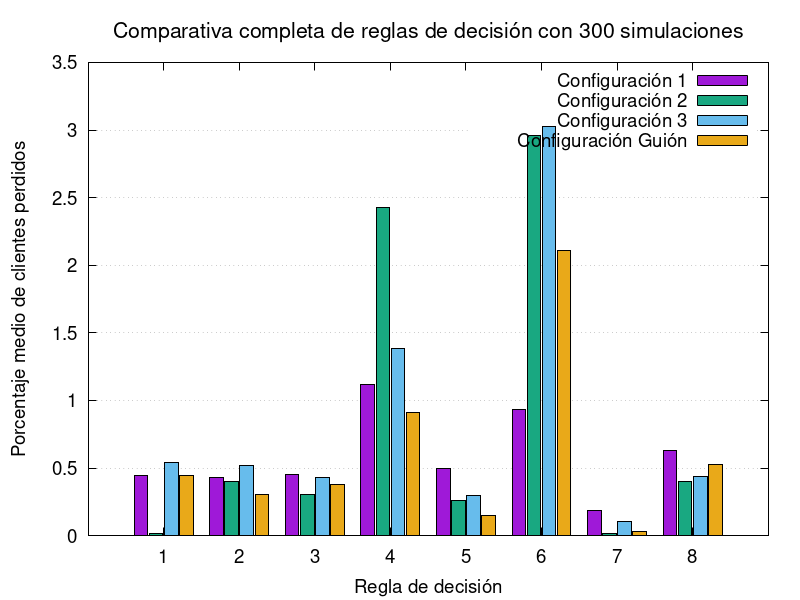 Comparativa completa de reglas de decisión con 300 simulaciones
Porcentaje medio de clientes perdidos
3.5
3
2.5
2
1.5
1
0.5
0
Configuración 1
Configuración 2
Configuración 3
Configuración Guión
1 2 3 4 5 6 7 8
Regla de decisión